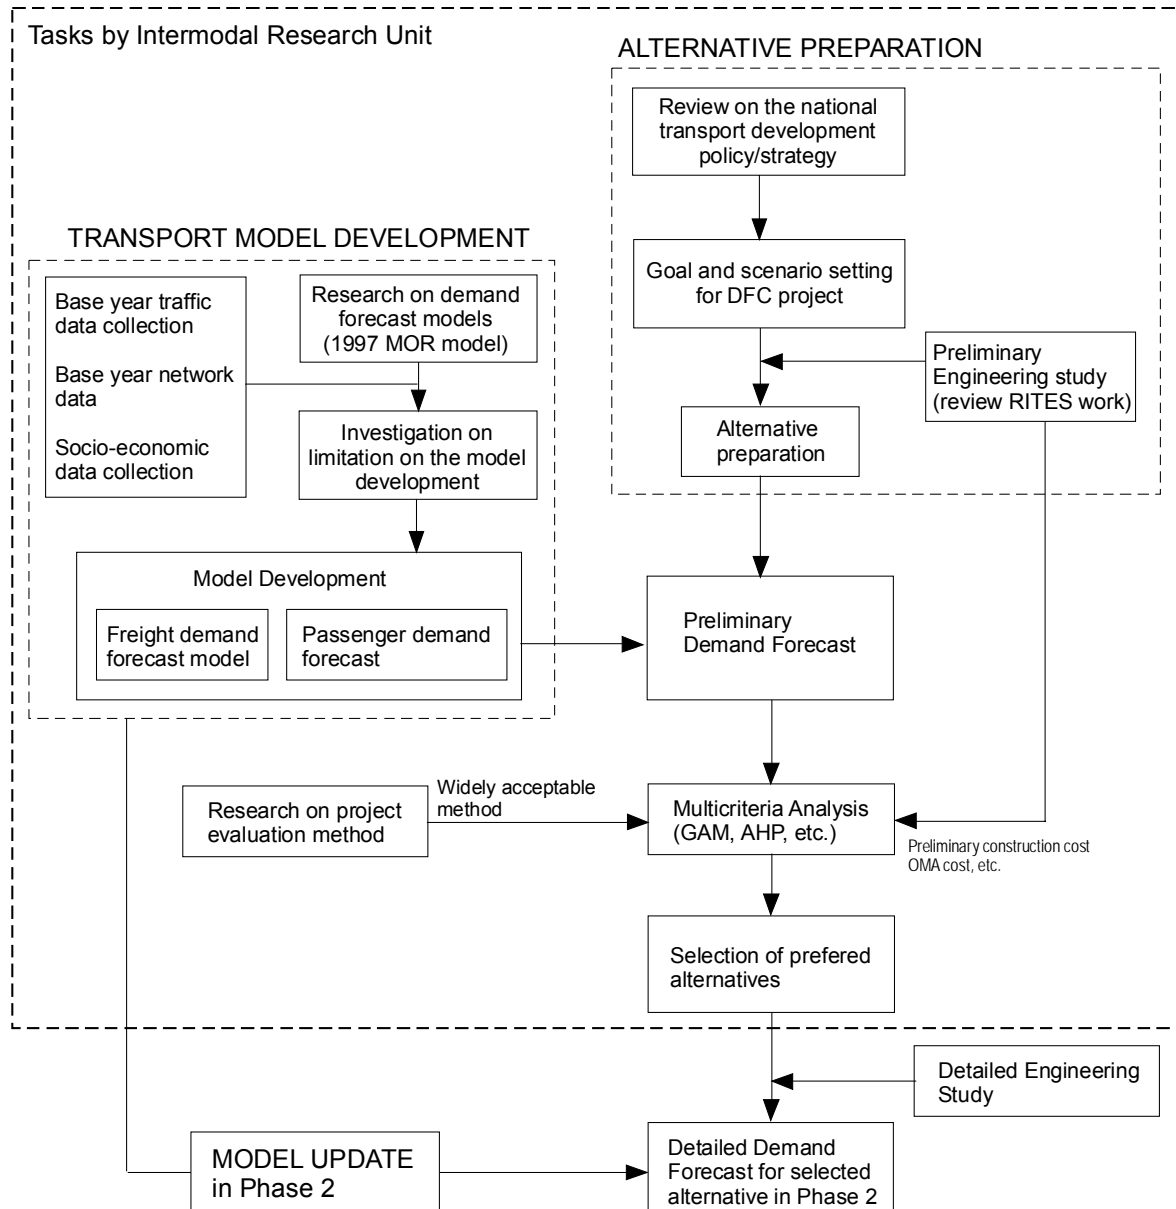 Tasks by Intermodal Research Unit
ALTERNATIVE PREPARATION
Review on the national
transport development
policy/strategy
Goal and scenario setting
for DFC project
Preliminary
Engineering study
(review RITES work)
Alternative
preparation
TRANSPORT MODEL DEVELOPMENT
Base year traffic
data collection
Base year network
data
Socio-economic
data collection
Research on demand
forecast models
(1997 MOR model)
Investigation on
limitation on the model
development
Model Development
Freight demand
forecast model
Passenger demand
forecast
Preliminary
Demand Forecast
Research on project
evaluation method
Widely acceptable
method
Multicriteria Analysis
(GAM, AHP, etc.)
Preliminary construction cost
OMA cost, etc.
Selection of prefered
alternatives
Detailed Engineering
Study
MODEL UPDATE
in Phase 2
Detailed Demand
Forecast for selected
alternative in Phase 2